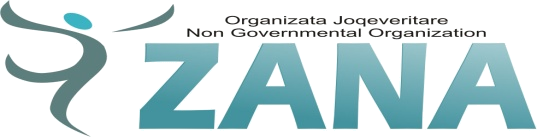 Organizata Joqeveritare
Non Governmental Organization
ZANA